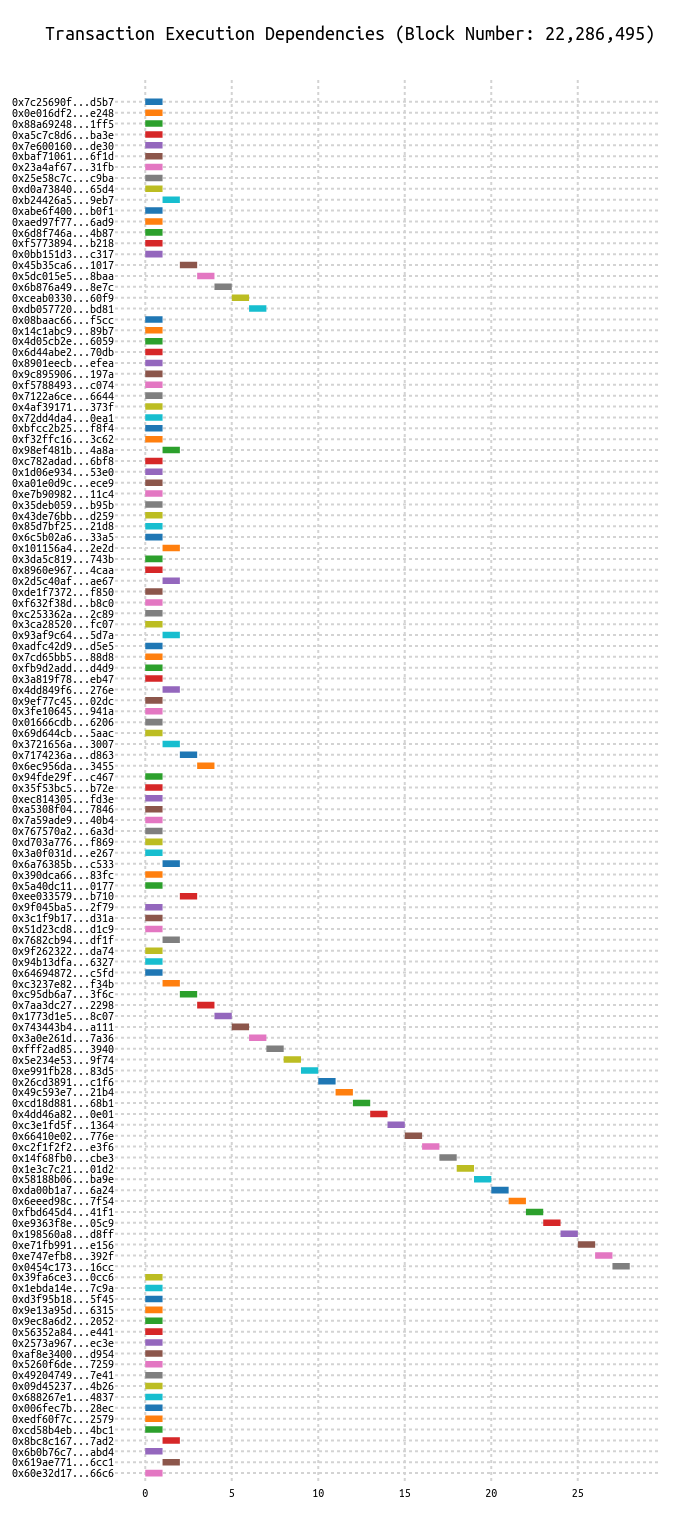 Transaction Execution Dependencies (Block Number: 22,286,495)
0x7c25690f...d5b7
0x0e016df2...e248
0x88a69248...1ff5
0xa5c7c8d6...ba3e
0x7e600160...de30
0xbaf71061...6f1d
0x23a4af67...31fb
0x25e58c7c...c9ba
0xd0a73840...65d4
0xb24426a5...9eb7
0xabe6f400...b0f1
0xaed97f77...6ad9
0x6d8f746a...4b87
0xf5773894...b218
0x0bb151d3...c317
0x45b35ca6...1017
0x5dc015e5...8baa
0x6b876a49...8e7c
0xceab0330...60f9
0xdb057720...bd81
0x08baac66...f5cc
0x14c1abc9...89b7
0x4d05cb2e...6059
0x6d44abe2...70db
0x8901eecb...efea
0x9c895906...197a
0xf5788493...c074
0x7122a6ce...6644
0x4af39171...373f
0x72dd4da4...0ea1
0xbfcc2b25...f8f4
0xf32ffc16...3c62
0x98ef481b...4a8a
0xc782adad...6bf8
0x1d06e934...53e0
0xa01e0d9c...ece9
0xe7b90982...11c4
0x35deb059...b95b
0x43de76bb...d259
0x85d7bf25...21d8
0x6c5b02a6...33a5
0x101156a4...2e2d
0x3da5c819...743b
0x8960e967...4caa
0x2d5c40af...ae67
0xde1f7372...f850
0xf632f38d...b8c0
0xc253362a...2c89
0x3ca28520...fc07
0x93af9c64...5d7a
0xadfc42d9...d5e5
0x7cd65bb5...88d8
0xfb9d2add...d4d9
0x3a819f78...eb47
0x4dd849f6...276e
0x9ef77c45...02dc
0x3fe10645...941a
0x01666cdb...6206
0x69d644cb...5aac
0x3721656a...3007
0x7174236a...d863
0x6ec956da...3455
0x94fde29f...c467
0x35f53bc5...b72e
0xec814305...fd3e
0xa5308f04...7846
0x7a59ade9...40b4
0x767570a2...6a3d
0xd703a776...f869
0x3a0f031d...e267
0x6a76385b...c533
0x390dca66...83fc
0x5a40dc11...0177
0xee033579...b710
0x9f045ba5...2f79
0x3c1f9b17...d31a
0x51d23cd8...d1c9
0x7682cb94...df1f
0x9f262322...da74
0x94b13dfa...6327
0x64694872...c5fd
0xc3237e82...f34b
0xc95db6a7...3f6c
0x7aa3dc27...2298
0x1773d1e5...8c07
0x743443b4...a111
0x3a0e261d...7a36
0xfff2ad85...3940
0x5e234e53...9f74
0xe991fb28...83d5
0x26cd3891...c1f6
0x49c593e7...21b4
0xcd18d881...68b1
0x4dd46a82...0e01
0xc3e1fd5f...1364
0x66410e02...776e
0xc2f1f2f2...e3f6
0x14f68fb0...cbe3
0x1e3c7c21...01d2
0x58188b06...ba9e
0xda00b1a7...6a24
0x6eeed98c...7f54
0xfbd645d4...41f1
0xe9363f8e...05c9
0x198560a8...d8ff
0xe71fb991...e156
0xe747efb8...392f
0x0454c173...16cc
0x39fa6ce3...0cc6
0x1ebda14e...7c9a
0xd3f95b18...5f45
0x9e13a95d...6315
0x9ec8a6d2...2052
0x56352a84...e441
0x2573a967...ec3e
0xaf8e3400...d954
0x5260f6de...7259
0x49204749...7e41
0x09d45237...4b26
0x688267e1...4837
0x006fec7b...28ec
0xedf60f7c...2579
0xcd58b4eb...4bc1
0x8bc8c167...7ad2
0x6b0b76c7...abd4
0x619ae771...6cc1
0x60e32d17...66c6
0 5 10 15 20 25